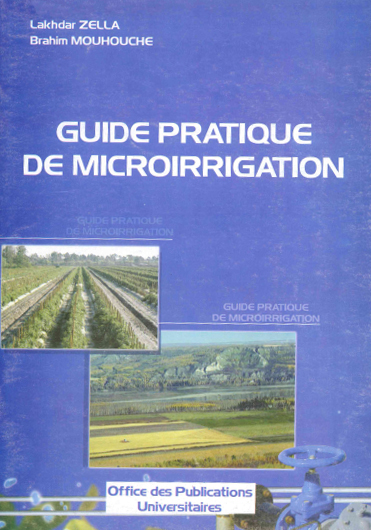 Lakhdar ZELLA
Brahim MOUHOUCHE
GUIDE PRATIQUE
DE MICROIRRIGATION
GUIDE PRATIQUE
DE MICROIRRIGATION
GUIDE PRATIQUE
DE MICROIRRIGATION
Office des Publications
Universitaires